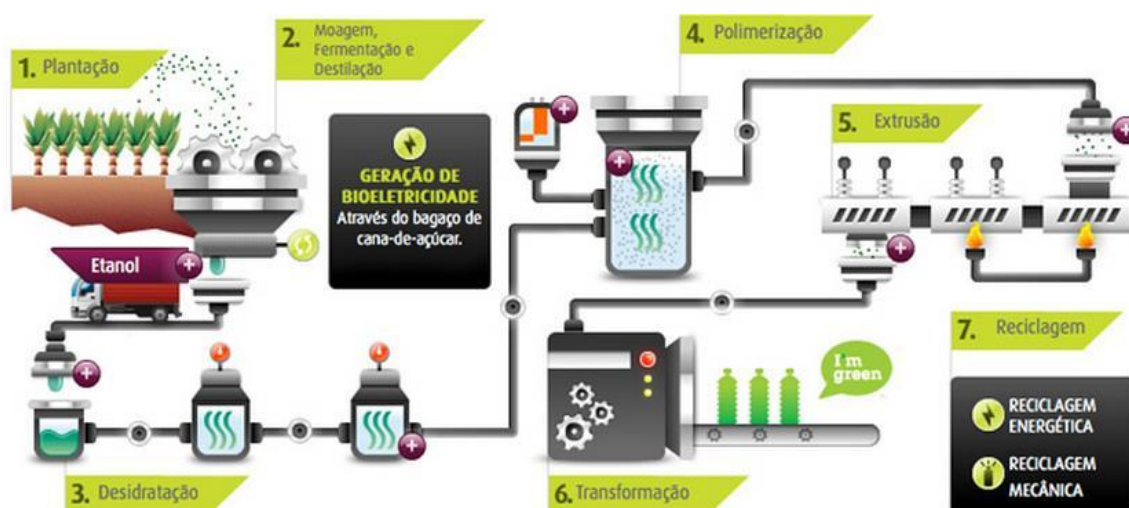 1. Plantação
2. Moagem,
Fermentação e
Destilação
GERAÇÃO DE
BIOELETRICIDADE
Através do bagaço de
cana-de-açúcar.
Etanol
3. Desidratação
4. Polimerização
5. Extrusão
6. Transformação
I'm
green
7. Reciclagem
RECICLAGEM
ENERGÉTICA
RECICLAGEM
MECÂNICA